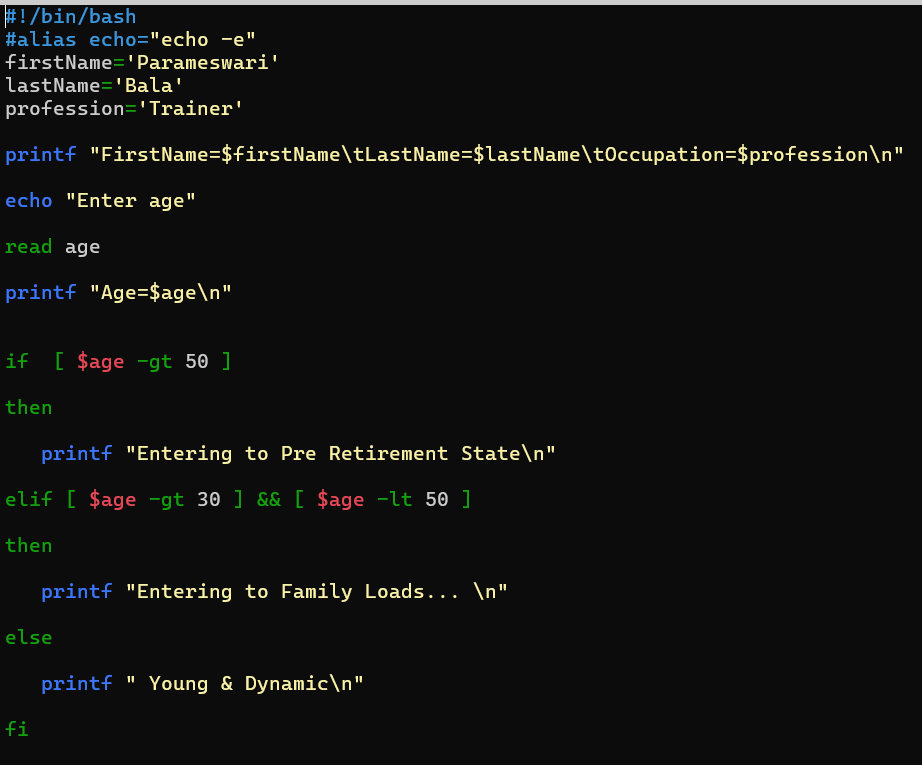 #!/bin/bash
#alias echo="echo -e"
firstName='Parameswari'
lastName='Bala'
profession='Trainer'
printf "FirstName=$firstName\tLastName=$lastName\tOccupation=$profession\n"
echo "Enter age"
read age
printf "Age=$age\n"
if  [ $age -gt 50 ]
then
   printf "Entering to Pre Retirement State\n"
elif [ $age -gt 30 ] && [ $age -lt 50 ]
then
   printf "Entering to Family Loads... \n"
else
   printf " Young & Dynamic\n"
fi